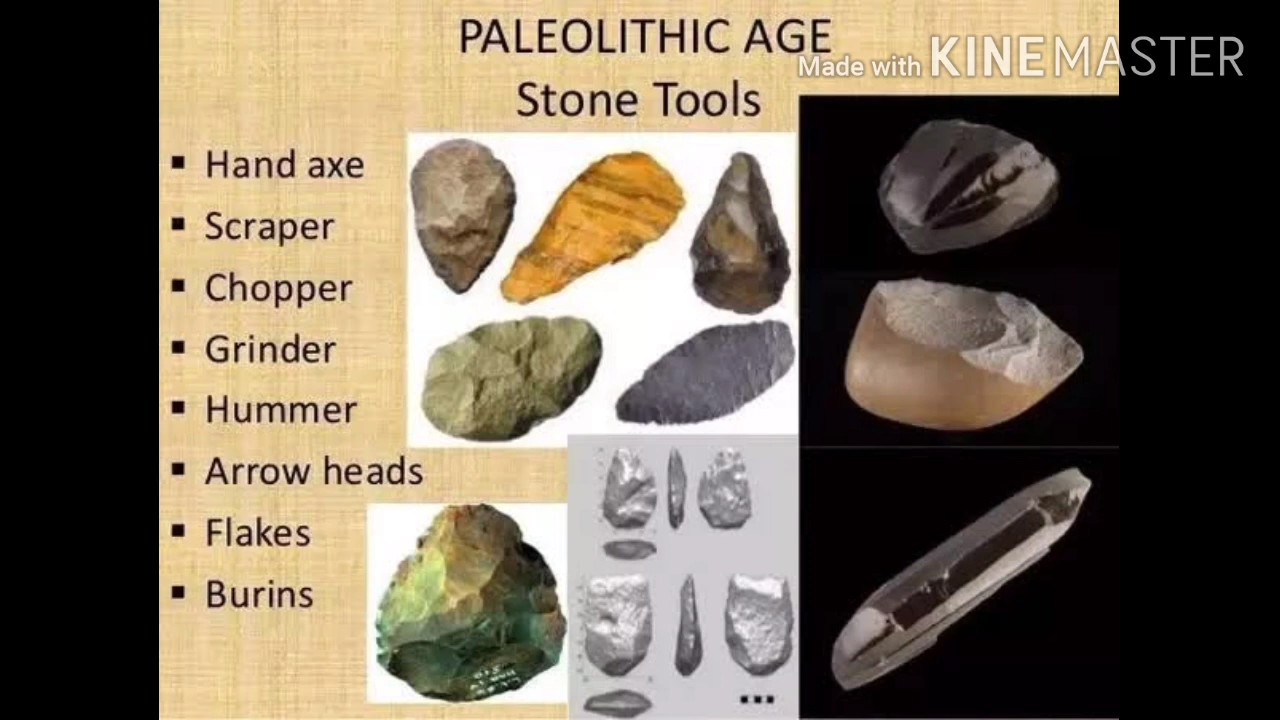 PALEOLITHIC AGE
Made with KINEMASTER
Stone Tools
Hand axe
Scraper
Chopper
Grinder
Hummer
Arrow heads
Flakes
Burins